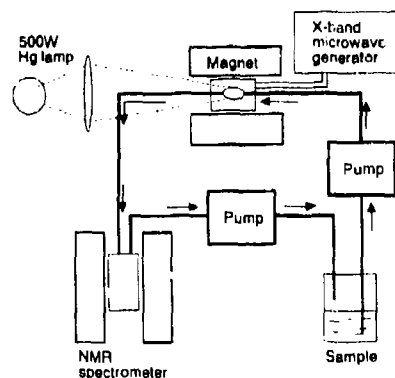 500W
Hg lamp
Magnet
X-band
microwave
generator
Pump
Pump
NMR
spectrometer
Sample